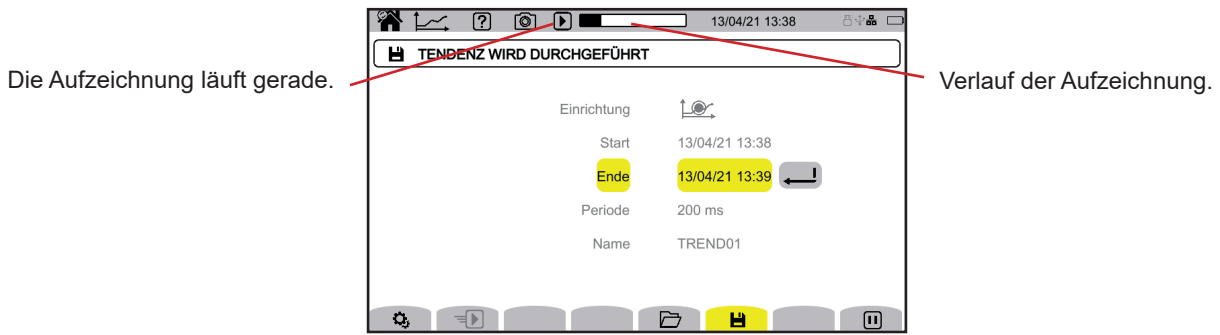 13/04/21 13:38
TENDENZ WIRD DURCHGEFÜHRT
Die Aufzeichnung läuft gerade.
Verlauf der Aufzeichnung.
Einrichtung
Start 13/04/21 13:38
Ende 13/04/21 13:39
Periode 200 ms
Name TREND01